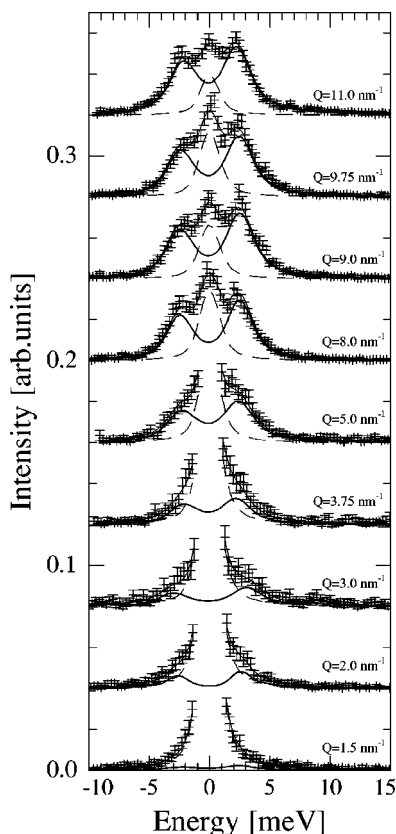 Q=11.0 nm⁻¹
0.3
Q=9.75 nm⁻¹
Q=9.0 nm⁻¹
Q=8.0 nm⁻¹
0.2
Q=5.0 nm⁻¹
Q=3.75 nm⁻¹
0.1
Q=3.0 nm⁻¹
Q=2.0 nm⁻¹
Q=1.5 nm⁻¹
0.0
-10 -5 0 5 10 15
Energy [meV]
Intensity [arb.units]